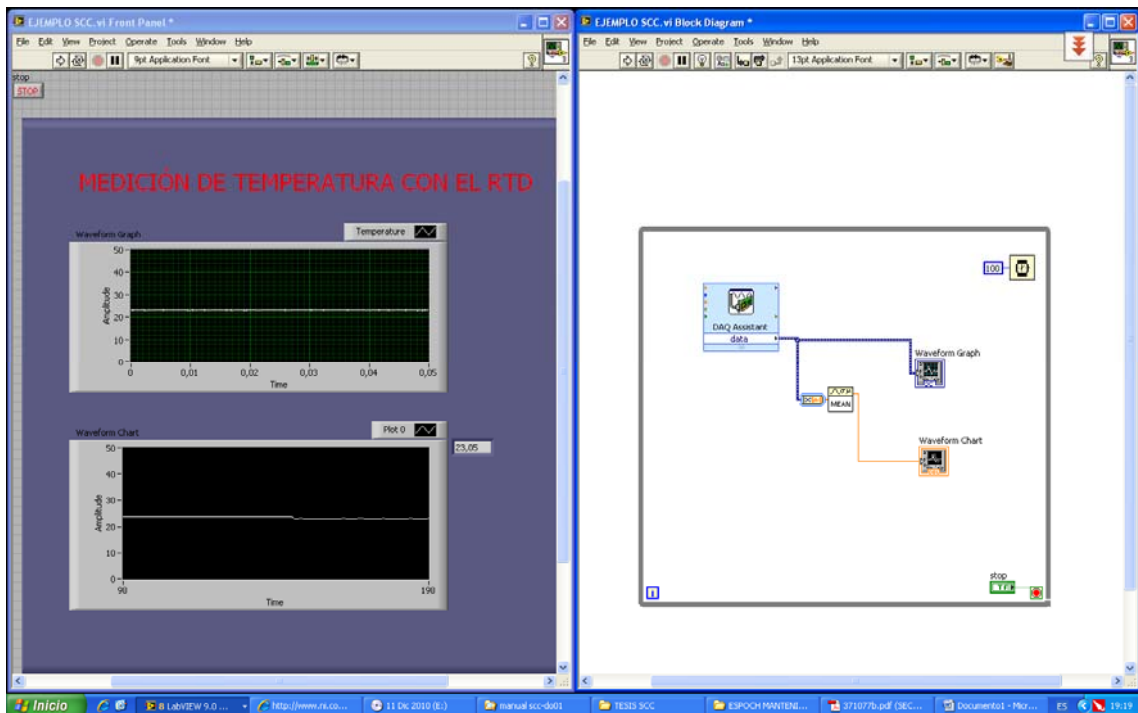 EJEMPLO SCC.vi Front Panel *
File Edit View Project Operate Tools Window Help
9pt Application Font
stop
STOP
MEDICIÓN DE TEMPERATURA CON EL RTD
Waveform Graph
Temperature
50
40
30
20
10
0
Amplitude
0 0,01 0,02 0,03 0,04 0,05
Time
Waveform Chart
Plot 0
23,05
50
40
30
20
10
0
Amplitude
90 190
Time
EJEMPLO SCC.vi Block Diagram *
File Edit View Project Operate Tools Window Help
13pt Application Font
100
DAQ Assistant
data
Waveform Graph
MEAN
Waveform Chart
stop
TF
i
Inicio
8 LabVIEW 9.0 ...
http://www.ni.co...
11 Dic 2010 (E:)
manual scc-do01
TESIS SCC
ESPOCH MANTENI...
371077b.pdf (SEC...
Documento1 - Micr...
ES
19:19